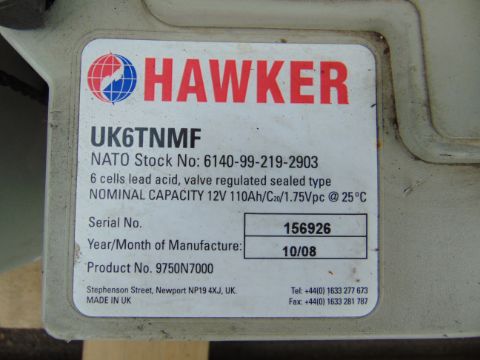 HAWKER
UK6TNMF
NATO Stock No: 6140-99-219-2903
6 cells lead acid, valve regulated sealed type
NOMINAL CAPACITY 12V 110Ah/C20/1.75Vpc @ 25°C
Serial No. 156926
Year/Month of Manufacture: 10/08
Product No. 9750N7000
Stephenson Street, Newport NP19 4XJ, UK. Tel: +44(0) 1633 277 673
MADE IN UK Fax: +44(0) 1633 281 787